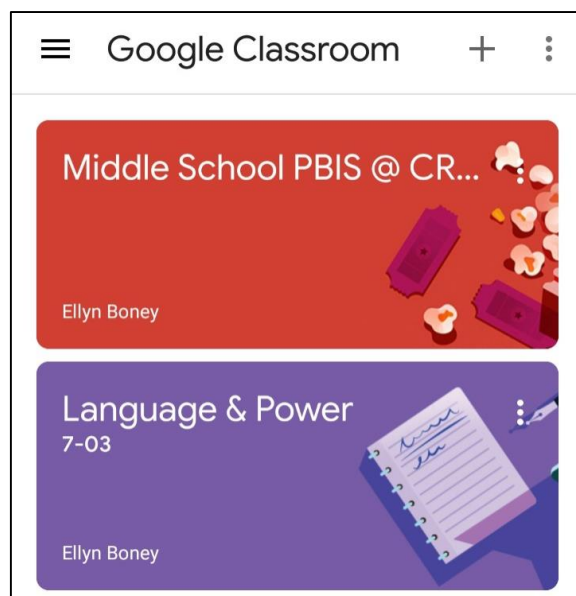 Google Classroom
Middle School PBIS @ CR...
Ellyn Boney
Language & Power
7-03
Ellyn Boney